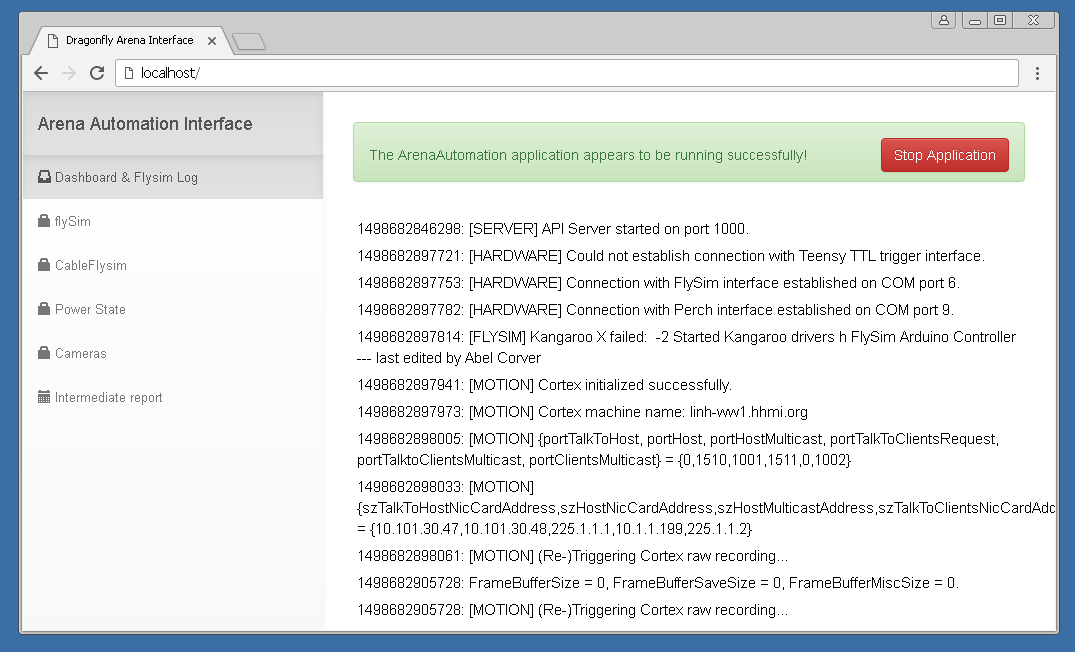 Dragonfly Arena Interface
localhost/
Arena Automation Interface
Dashboard & Flysim Log
flySim
CableFlysim
Power State
Cameras
Intermediate report
The ArenaAutomation application appears to be running successfully!
Stop Application
1498682846298: [SERVER] API Server started on port 1000.
1498682897721: [HARDWARE] Could not establish connection with Teensy TTL trigger interface.
1498682897753: [HARDWARE] Connection with FlySim interface established on COM port 6.
1498682897782: [HARDWARE] Connection with Perch interface established on COM port 9.
1498682897814: [FLYSIM] Kangaroo X failed:  -2 Started Kangaroo drivers h FlySim Arduino Controller
--- last edited by Abel Corver
1498682897941: [MOTION] Cortex initialized successfully.
1498682897973: [MOTION] Cortex machine name: linh-ww1.hhmi.org
1498682898005: [MOTION] {portTalkToHost, portHost, portHostMulticast, portTalkToClientsRequest,
portTalktoClientsMulticast, portClientsMulticast} = {0,1510,1001,1511,0,1002}
1498682898033: [MOTION]
{szTalkToHostNicCardAddress,szHostNicCardAddress,szHostMulticastAddress,szTalkToClientsNicCardAdd
= {10.101.30.47,10.101.30.48,225.1.1.1,10.1.1.199,225.1.1.2}
1498682898061: [MOTION] (Re-)Triggering Cortex raw recording...
1498682905728: FrameBufferSize = 0, FrameBufferSaveSize = 0, FrameBufferMiscSize = 0.
1498682905728: [MOTION] (Re-)Triggering Cortex raw recording...